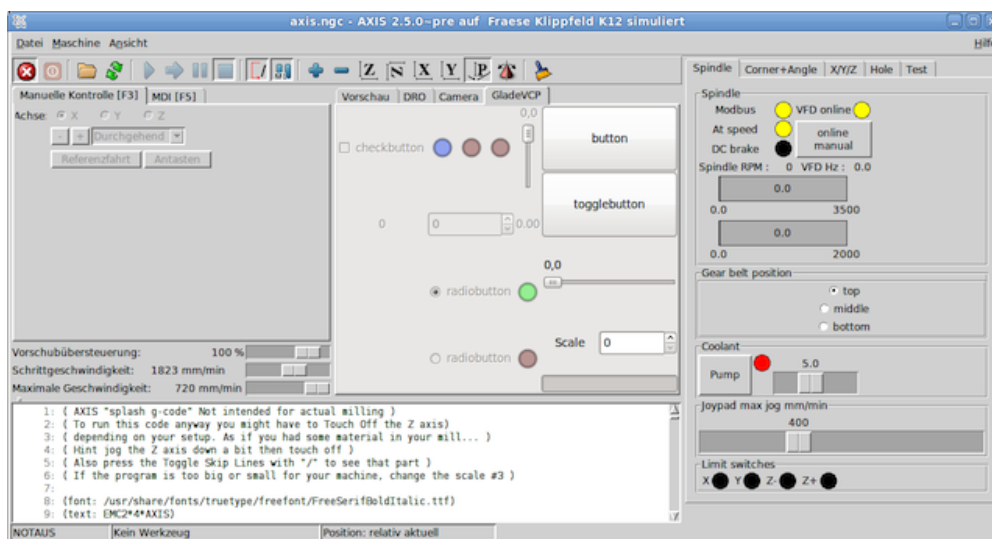 axis.ngc - AXIS 2.5.0~pre auf Fraese Klippfeld K12 simuliert
Datei Maschine Ansicht Hilfe
Z N X Y P
Manuelle Kontrolle [F3] MDI [F5]
Achse: X Y Z
- + Durchgehend
Referenzfahrt Antasten
Vorschubübersteuerung: 100 %
Schrittgeschwindigkeit: 1823 mm/min
Maximale Geschwindigkeit: 720 mm/min
Vorschau DRO Camera GladeVCP
0,0
checkbutton
button
togglebutton
0 0 0.00
0,0
radiobutton
Scale 0
radiobutton
Spindle Corner+Angle X/Y/Z Hole Test
Spindle
Modbus VFD online
At speed
DC brake
online
manual
Spindle RPM : 0 VFD Hz : 0.0
0.0
0.0 3500
0.0
0.0 2000
Gear belt position
top
middle
bottom
Coolant
Pump 5.0
Joypad max jog mm/min
400
Limit switches
X Y Z- Z+
1: ( AXIS "splash g-code" Not intended for actual milling )
2: ( To run this code anyway you might have to Touch Off the Z axis)
3: ( depending on your setup. As if you had some material in your mill... )
4: ( Hint jog the Z axis down a bit then touch off )
5: ( Also press the Toggle Skip Lines with "/" to see that part )
6: ( If the program is too big or small for your machine, change the scale #3 )
7:
8: (font: /usr/share/fonts/truetype/freefont/FreeSerifBoldItalic.ttf)
9: (text: EMC2*4*AXIS)
NOTAUS Kein Werkzeug Position: relativ aktuell